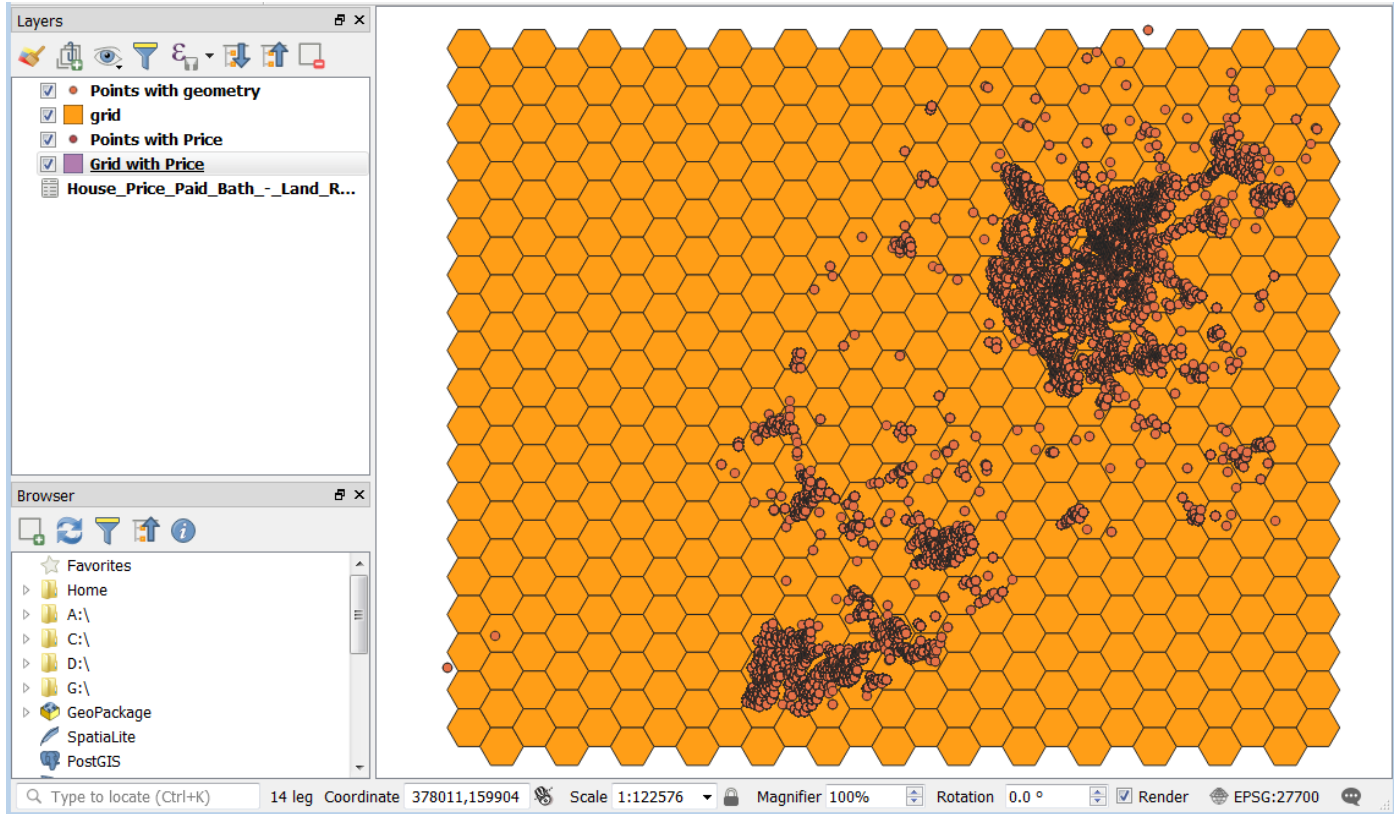 Layers
Points with geometry
grid
Points with Price
Grid with Price
House_Price_Paid_Bath_-_Land_R...
Browser
Favorites
Home
A:\
C:\
D:\
G:\
GeoPackage
SpatiaLite
PostGIS
Type to locate (Ctrl+K) 14 leg Coordinate 378011,159904 Scale 1:122576 Magnifier 100% Rotation 0.0 ° Render EPSG:27700